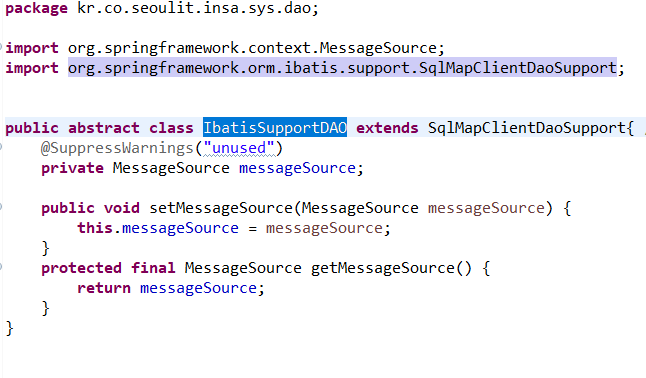 package kr.co.seoulit.insa.sys.dao;
import org.springframework.context.MessageSource;
import org.springframework.orm.ibatis.support.SqlMapClientDaoSupport;
public abstract class IbatisSupportDAO extends SqlMapClientDaoSupport{
@SuppressWarnings("unused")
private MessageSource messageSource;
public void setMessageSource(MessageSource messageSource) {
this.messageSource = messageSource;
}
protected final MessageSource getMessageSource() {
return messageSource;
}
}